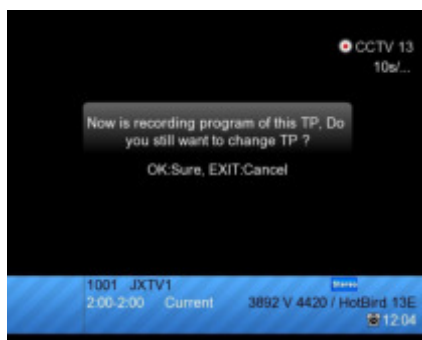 CCTV 13
10s/...
Now is recording program of this TP, Do
you still want to change TP ?
OK:Sure, EXIT:Cancel
1001 JXTV1 Stereo
2:00-2:00 Current 3892 V 4420 / HotBird 13E
12:04